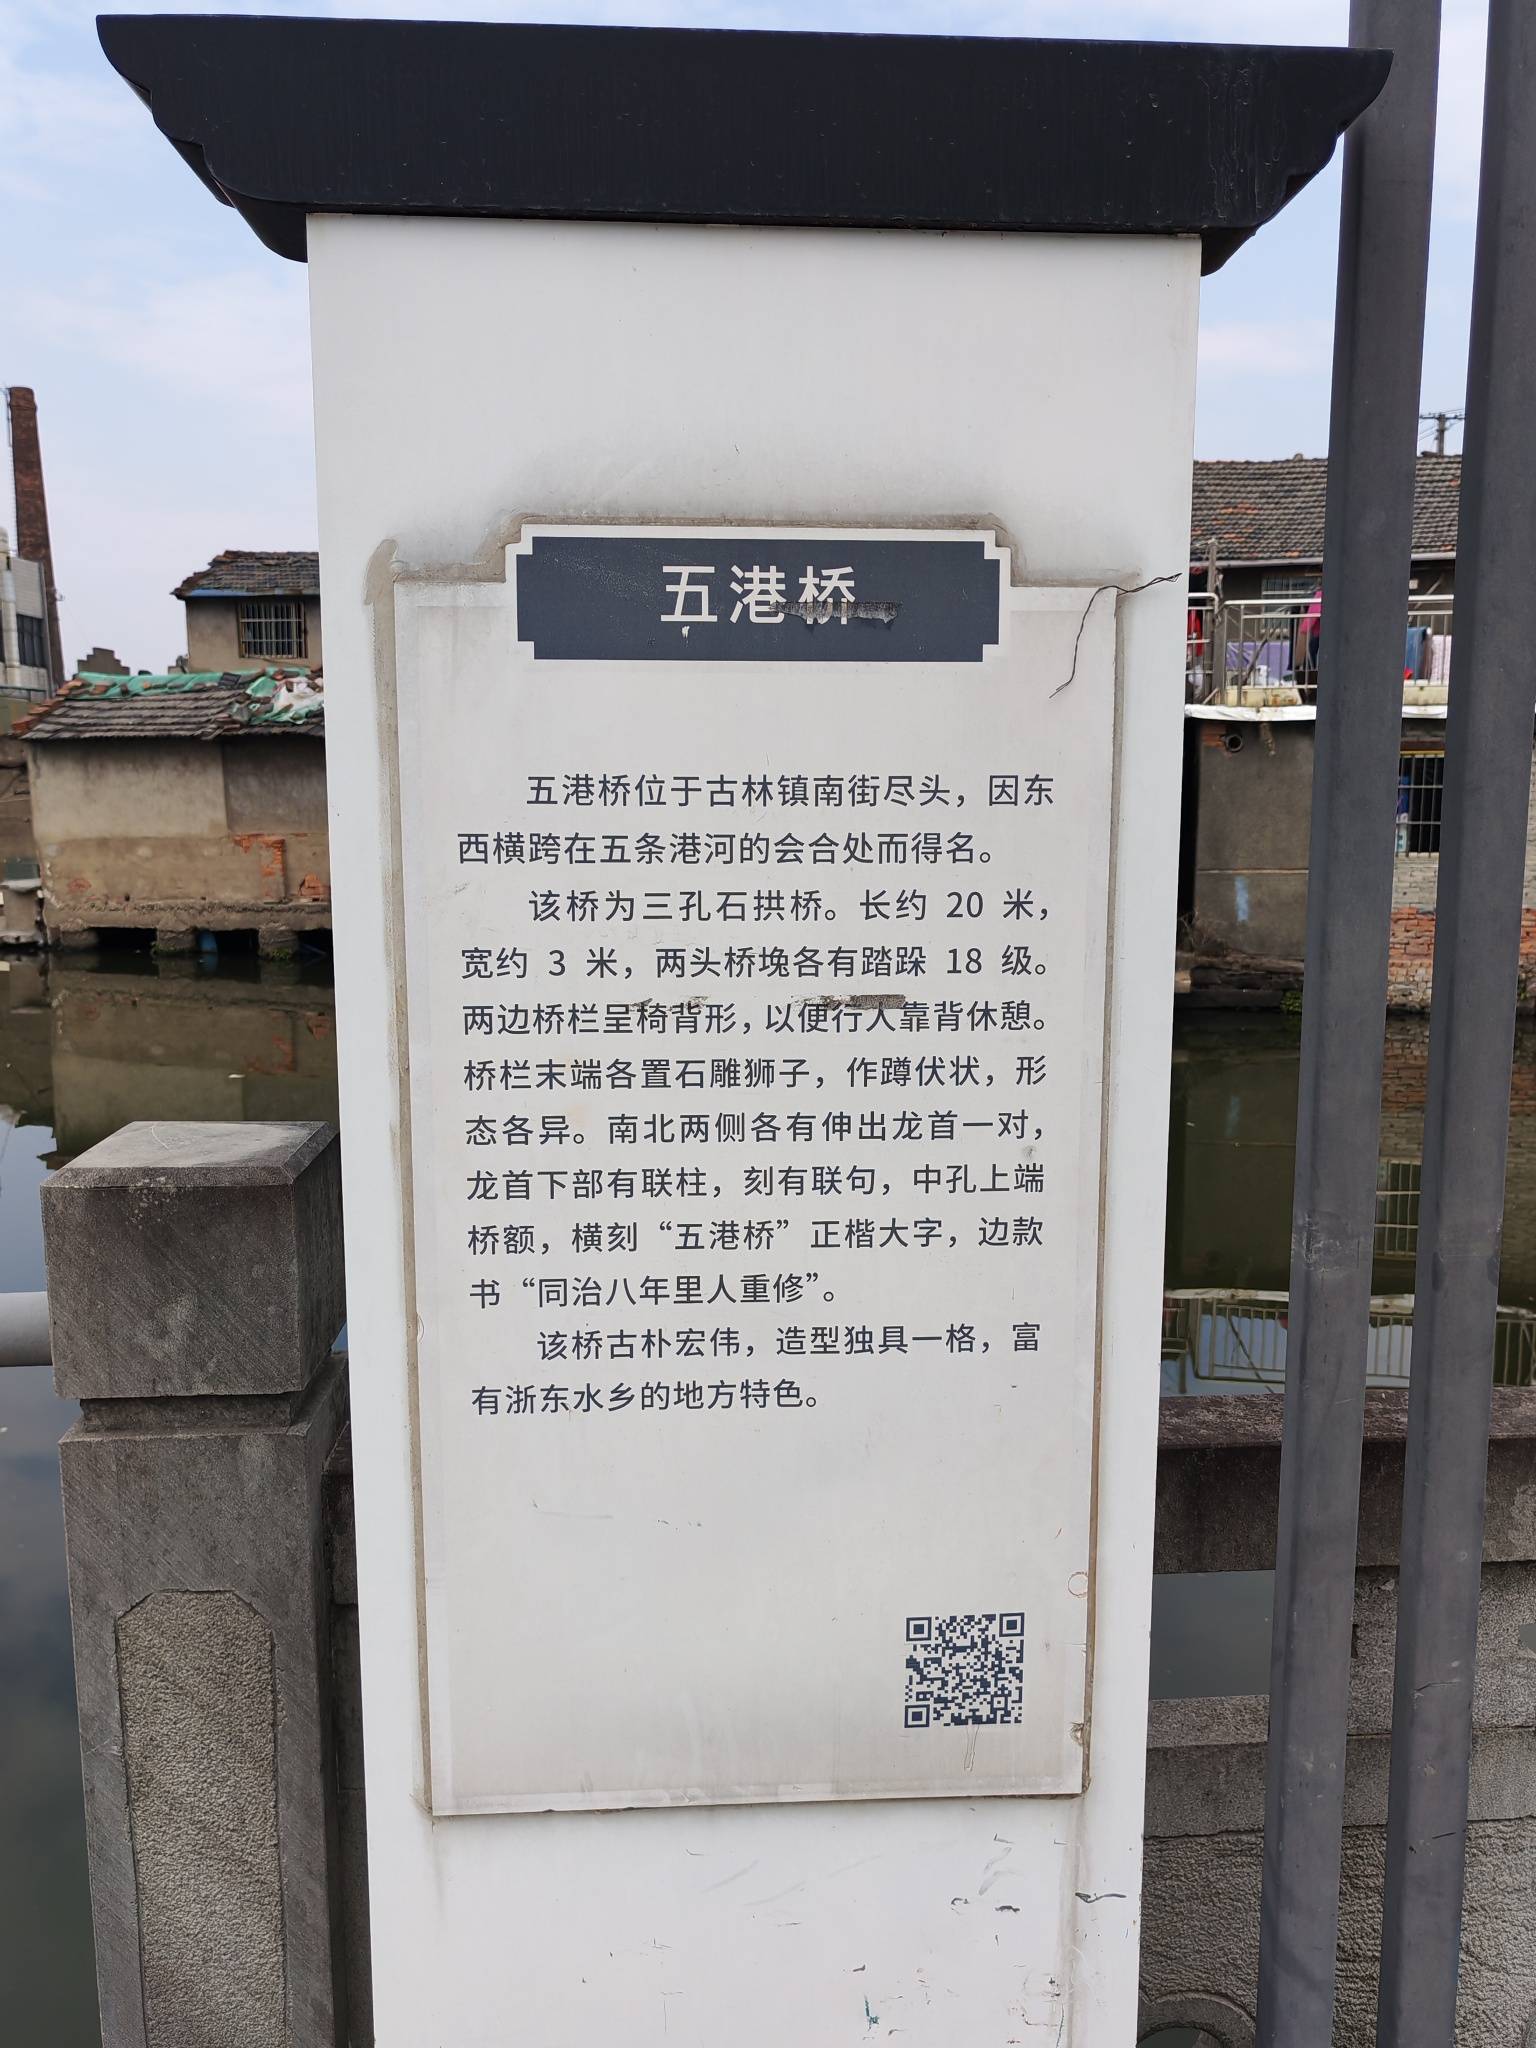 五港桥
五港桥位于古林镇南街尽头，因东
西横跨在五条港河的会合处而得名。
该桥为三孔石拱桥。长约 20 米，
宽约 3 米，两头桥堍各有踏跺 18 级。
两边桥栏呈椅背形，以便行人靠背休憩。
桥栏末端各置石雕狮子，作蹲伏状，形
态各异。南北两侧各有伸出龙首一对，
龙首下部有联柱，刻有联句，中孔上端
桥额，横刻“五港桥”正楷大字，边款
书“同治八年里人重修”。
该桥古朴宏伟，造型独具一格，富
有浙东水乡的地方特色。